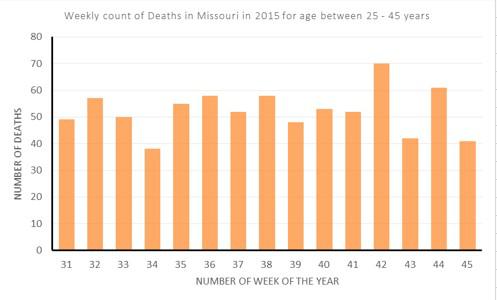 Weekly count of Deaths in Missouri in 2015 for age between 25 - 45 years
80
70
60
50
40
30
20
10
0
NUMBER OF DEATHS
31 32 33 34 35 36 37 38 39 40 41 42 43 44 45
NUMBER OF WEEK OF THE YEAR